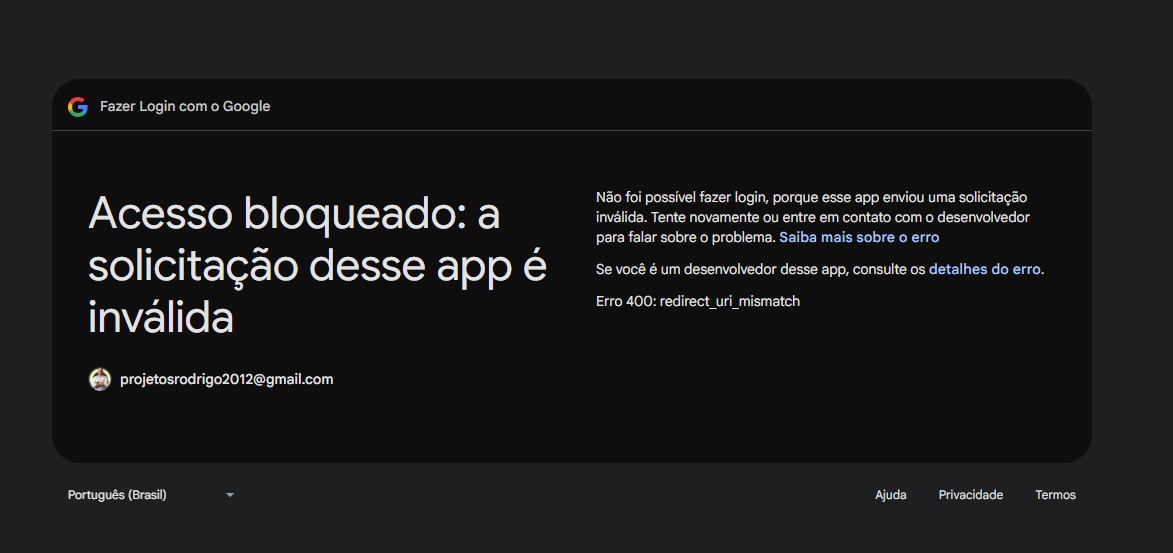 Fazer Login com o Google
Acesso bloqueado: a
solicitação desse app é
inválida
projetosrodrigo2012@gmail.com
Não foi possível fazer login, porque esse app enviou uma solicitação
inválida. Tente novamente ou entre em contato com o desenvolvedor
para falar sobre o problema. Saiba mais sobre o erro
Se você é um desenvolvedor desse app, consulte os detalhes do erro.
Erro 400: redirect_uri_mismatch
Português (Brasil)
Ajuda Privacidade Termos